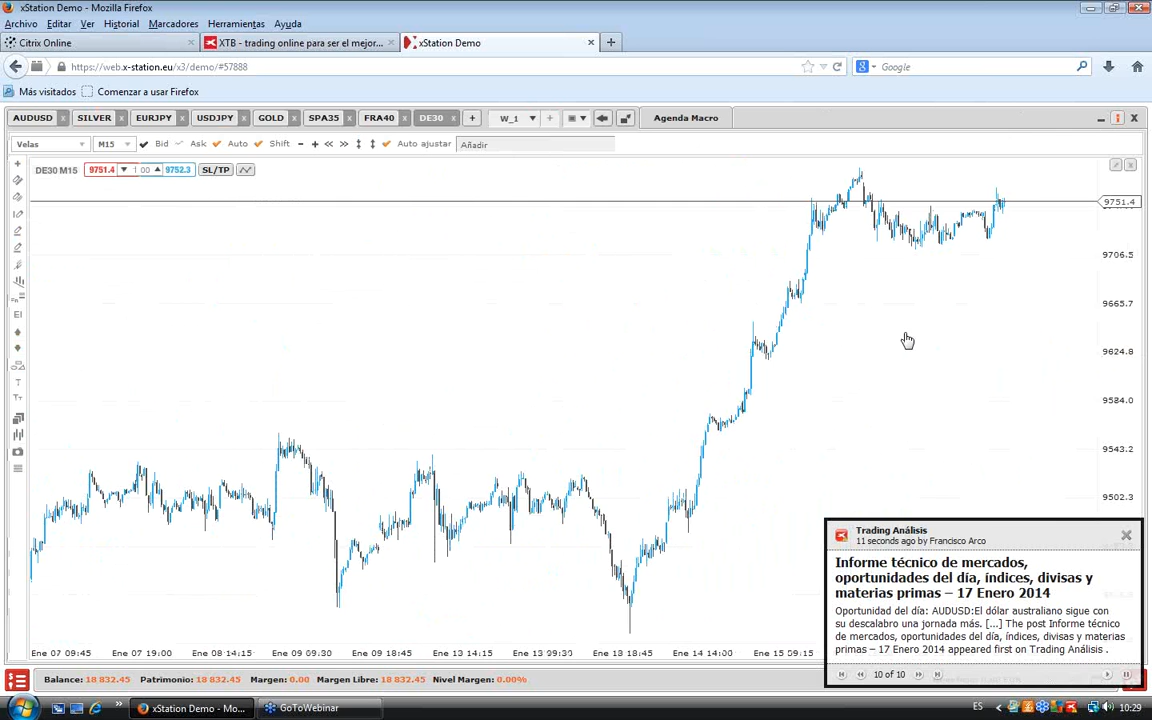 xStation Demo - Mozilla Firefox
Archivo Editar Ver Historial Marcadores Herramientas Ayuda
Citrix Online
XTB - trading online para ser el mejor...
xStation Demo
https://web.x-station.eu/x3/demo/#57888
Google
Más visitados Comenzar a usar Firefox
AUDUSD SILVER EURJPY USDJPY GOLD SPA35 FRA40 DE30 W_1 Agenda Macro
Velas M15 Bid Ask Auto Shift Auto ajustar Añadir
DE30 M15 9751.4 1.00 9752.3 SL/TP
9751.4
9706.5
9665.7
9624.8
9584.0
9543.2
9502.3
Trading Análisis
11 seconds ago by Francisco Arco
Informe técnico de mercados,
oportunidades del día, índices, divisas y
materias primas – 17 Enero 2014
Oportunidad del día: AUDUSD:El dólar australiano sigue con
su descalabro una jornada más. [...] The post Informe técnico
de mercados, oportunidades del día, índices, divisas y materias
primas – 17 Enero 2014 appeared first on Trading Análisis .
10 of 10
Ene 07 09:45 Ene 07 19:00 Ene 08 14:15 Ene 09 09:30 Ene 09 18:45 Ene 13 14:15 Ene 13 09:30 Ene 13 18:45 Ene 14 14:00 Ene 15 09:15
Balance: 18 832.45 Patrimonio: 18 832.45 Margen: 0.00 Margen Libre: 18 832.45 Nivel Margen: 0.00%
xStation Demo - Mo...
GoToWebinar
ES
10:29